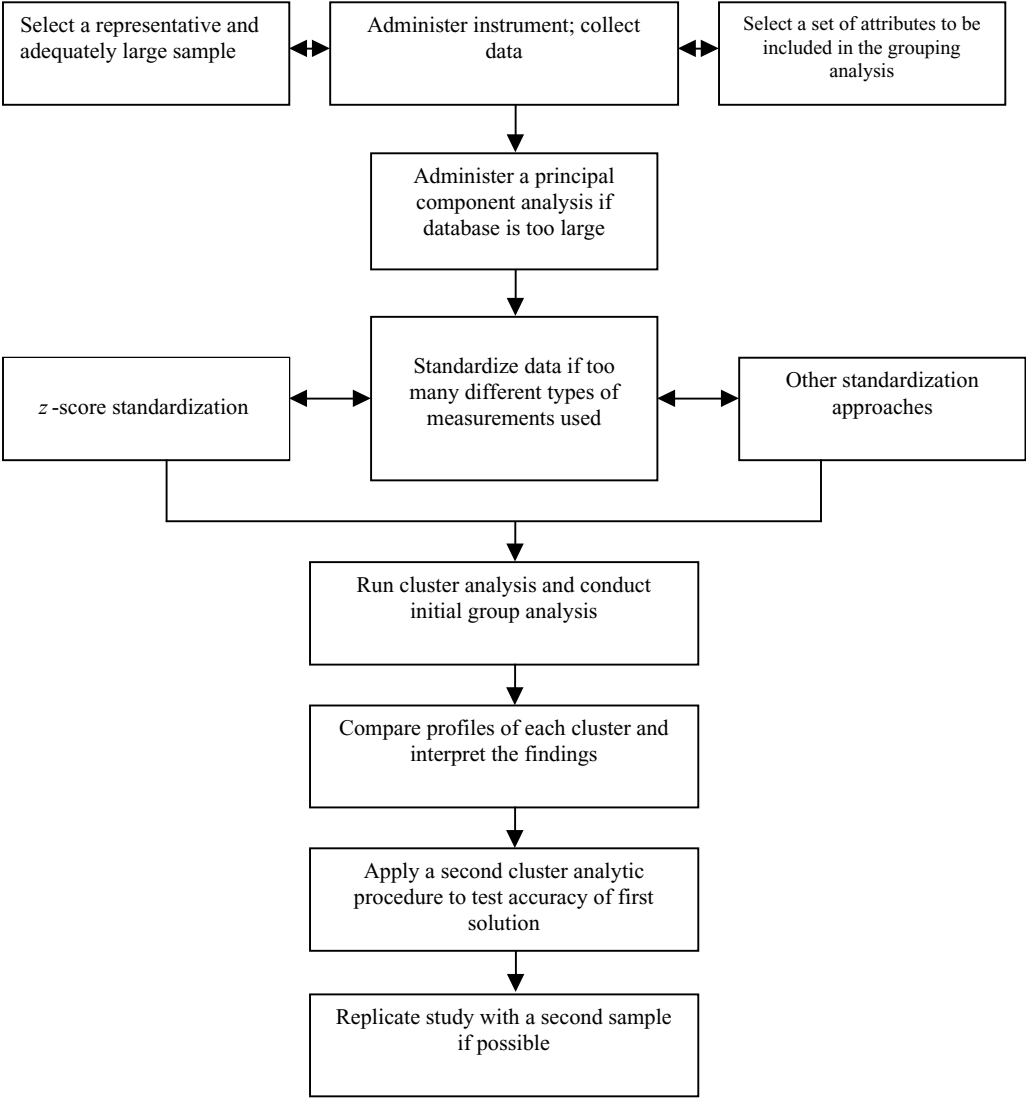 Select a representative and
adequately large sample
Administer instrument; collect
data
Select a set of attributes to be
included in the grouping
analysis
Administer a principal
component analysis if
database is too large
z -score standardization
Standardize data if too
many different types of
measurements used
Other standardization
approaches
Run cluster analysis and conduct
initial group analysis
Compare profiles of each cluster and
interpret the findings
Apply a second cluster analytic
procedure to test accuracy of first
solution
Replicate study with a second sample
if possible